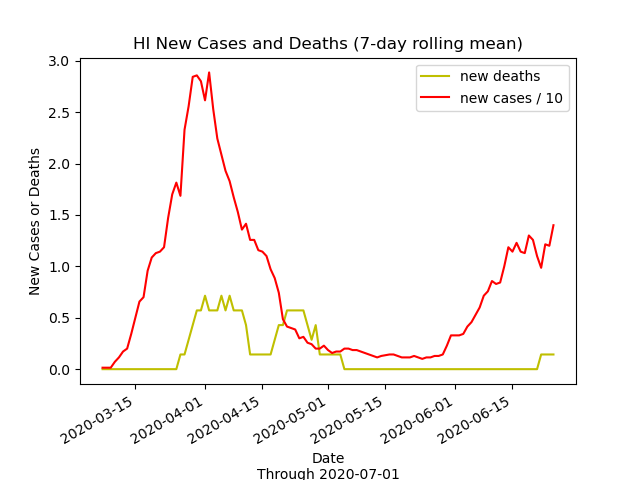 HI New Cases and Deaths (7-day rolling mean)
new deaths
new cases / 10
New Cases or Deaths
3.0
2.5
2.0
1.5
1.0
0.5
0.0
2020-03-15
2020-04-01
2020-04-15
2020-05-01
2020-05-15
2020-06-01
2020-06-15
Date
Through 2020-07-01